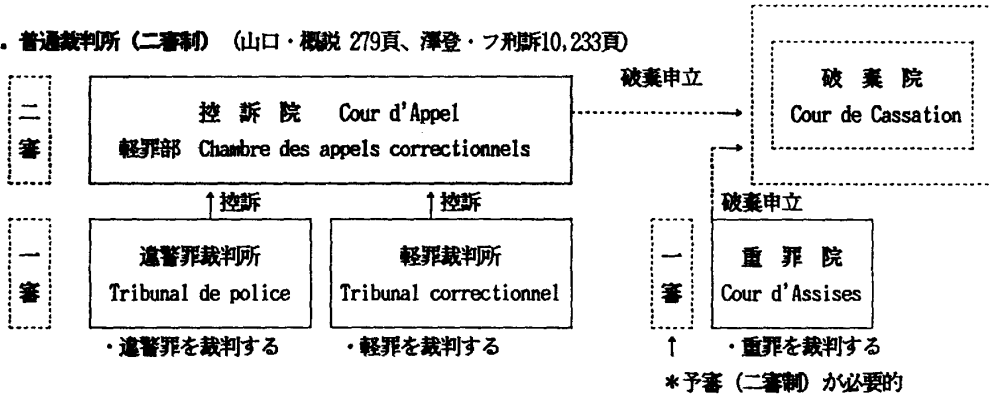 . 普通裁判所（二審制）（山口・概説 279頁、澤登・フ刑訴10,233頁）
破棄申立
二審
控訴院 Cour d'Appel
軽罪部 Chambre des appels correctionnels
破棄院
Cour de Cassation
↑控訴
↑控訴
破棄申立
一審
違警罪裁判所
Tribunal de police
軽罪裁判所
Tribunal correctionnel
一審
重罪院
Cour d'Assises
・違警罪を裁判する
・軽罪を裁判する
↑
・重罪を裁判する
＊予審（二審制）が必要的